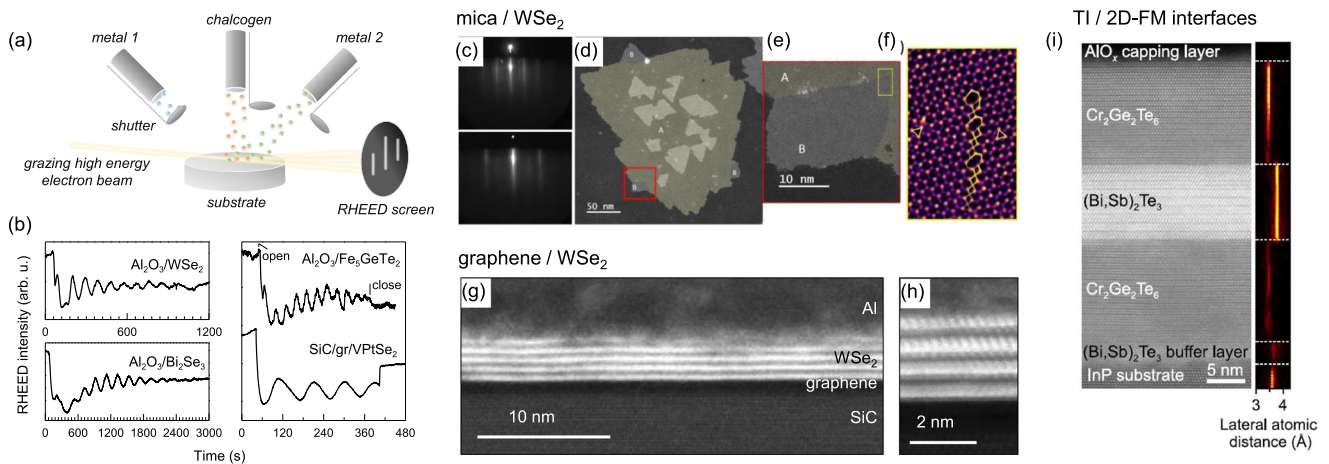 mica / WSe₂
TI / 2D-FM interfaces
(a)
chalcogen
metal 1
metal 2
shutter
grazing high energy
electron beam
substrate
RHEED screen
(b)
RHEED intensity (arb. u.)
Al₂O₃/WSe₂
0 600 1200
Al₂O₃/Bi₂Se₃
0 600 1200 1800 2400 3000
open
Al₂O₃/Fe₅GeTe₂
close
SiC/gr/VPtSe₂
0 120 240 360 480
Time (s)
(c)
(d)
B
A
B
B
50 nm
(e)
A
B
10 nm
(f)
)
graphene / WSe₂
(g)
Al
WSe₂
graphene
SiC
10 nm
(h)
2 nm
(i)
AlOₓ capping layer
Cr₂Ge₂Te₆
(Bi,Sb)₂Te₃
Cr₂Ge₂Te₆
(Bi,Sb)₂Te₃ buffer layer
InP substrate
5 nm
3 4
Lateral atomic
distance (Å)